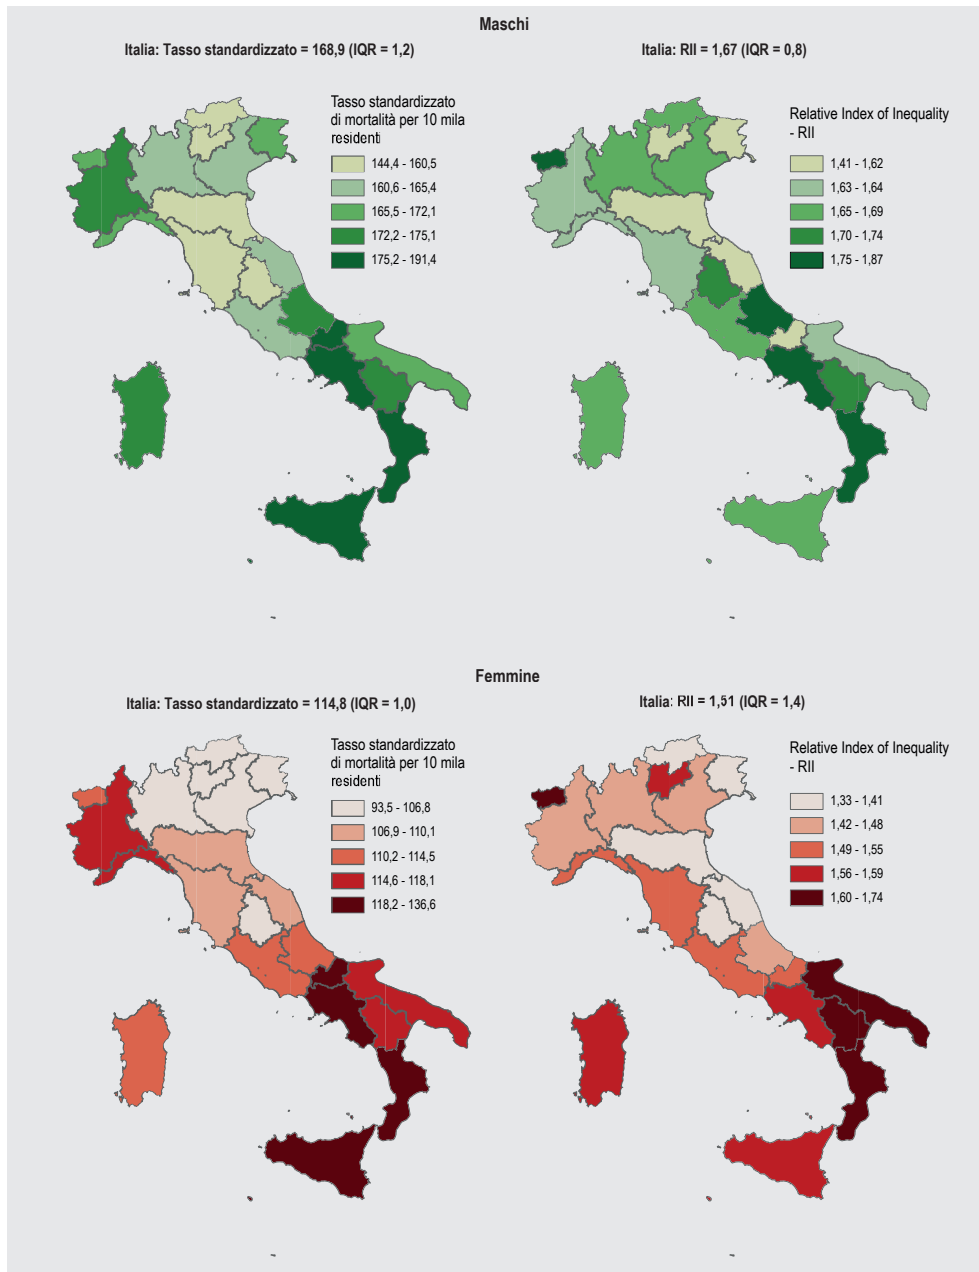 Maschi
Italia: Tasso standardizzato = 168,9 (IQR = 1,2)
Tasso standardizzato
di mortalità per 10 mila
residenti
144,4 - 160,5
160,6 - 165,4
165,5 - 172,1
172,2 - 175,1
175,2 - 191,4
Italia: RII = 1,67 (IQR = 0,8)
Relative Index of Inequality
- RII
1,41 - 1,62
1,63 - 1,64
1,65 - 1,69
1,70 - 1,74
1,75 - 1,87
Femmine
Italia: Tasso standardizzato = 114,8 (IQR = 1,0)
Tasso standardizzato
di mortalità per 10 mila
residenti
93,5 - 106,8
106,9 - 110,1
110,2 - 114,5
114,6 - 118,1
118,2 - 136,6
Italia: RII = 1,51 (IQR = 1,4)
Relative Index of Inequality
- RII
1,33 - 1,41
1,42 - 1,48
1,49 - 1,55
1,56 - 1,59
1,60 - 1,74